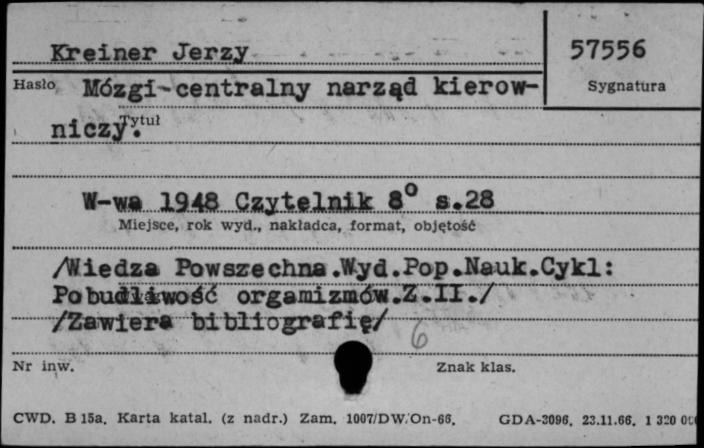 Kreiner Jerzy
57556
Hasło
Sygnatura
Mózgi-centralny narząd kierow-
Tytuł
niczy.
W-wa 1948 Czytelnik 8° s.28
Miejsce, rok wyd., nakładca, format, objętość
/Wiedza Powszechna.Wyd.Pop.Nauk.Cykl:
Pobudliwość orgamizmów.Z.II./
/Zawiera bibliografię/
6
Nr inw.
Znak klas.
CWD. B 15a. Karta katal. (z nadr.) Zam. 1007/DW/On-66. GDA-3096. 23.11.66. 1 320